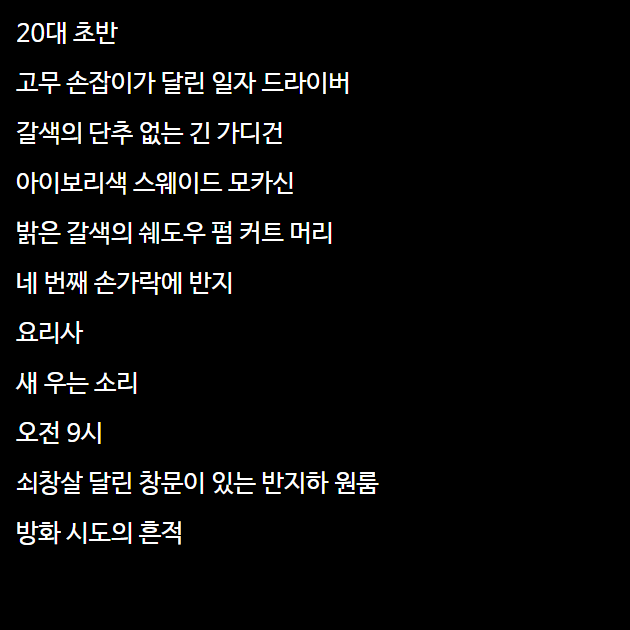 20대 초반
고무 손잡이가 달린 일자 드라이버
갈색의 단추 없는 긴 가디건
아이보리색 스웨이드 모카신
밝은 갈색의 쉐도우 펌 커트 머리
네 번째 손가락에 반지
요리사
새 우는 소리
오전 9시
쇠창살 달린 창문이 있는 반지하 원룸
방화 시도의 흔적